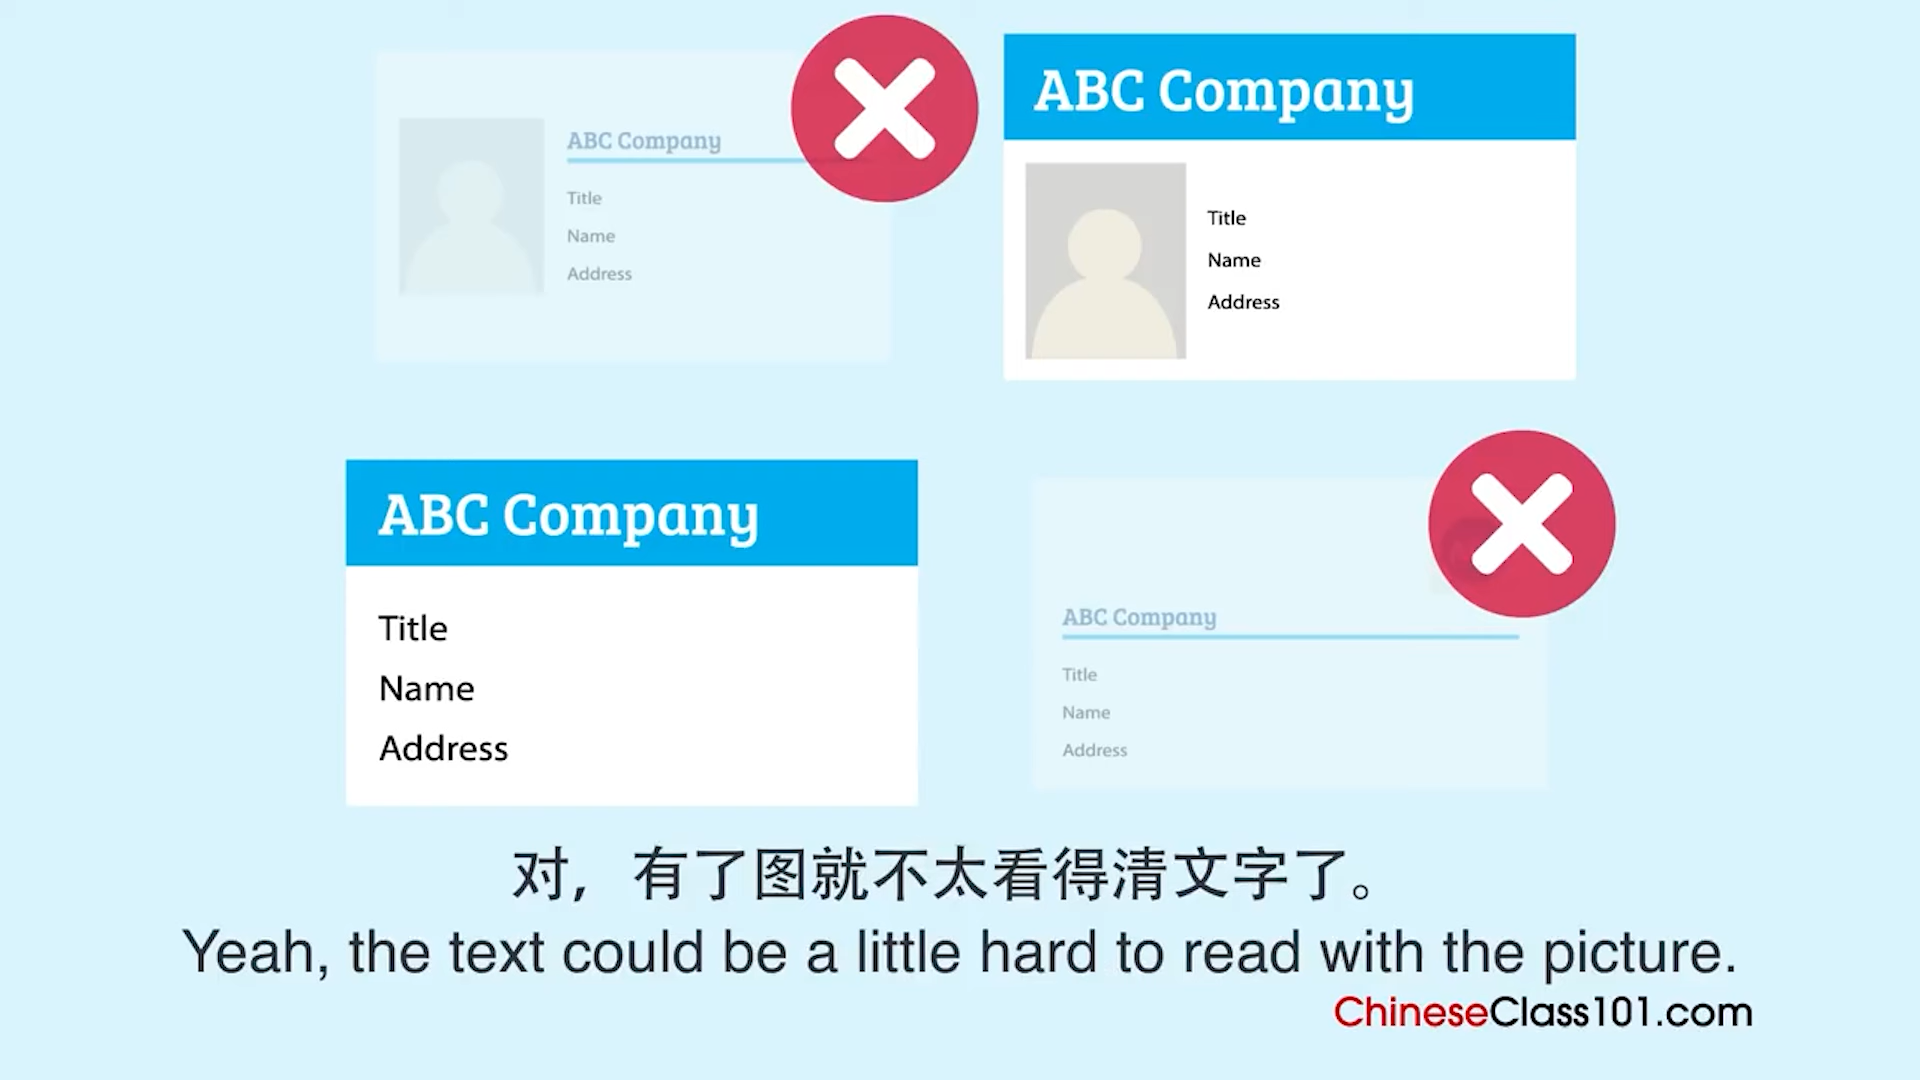 ABC Company
Title
Name
Address
ABC Company
Title
Name
Address
ABC Company
Title
Name
Address
ABC Company
Title
Name
Address
对，有了图就不太看得清文字了。
Yeah, the text could be a little hard to read with the picture.
ChineseClass101.com